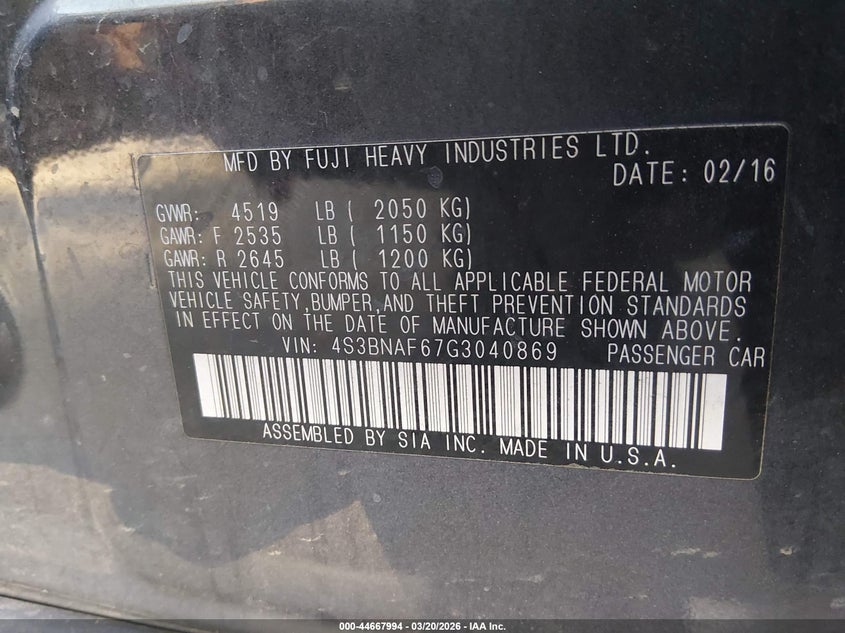 MFD BY FUJI HEAVY INDUSTRIES LTD.
DATE: 02/16
GVWR: 4519 LB ( 2050 KG)
GAWR: F 2535 LB ( 1150 KG)
GAWR: R 2645 LB ( 1200 KG)
THIS VEHICLE CONFORMS TO ALL APPLICABLE FEDERAL MOTOR
VEHICLE SAFETY,BUMPER,AND THEFT PREVENTION STANDARDS
IN EFFECT ON THE DATE OF MANUFACTURE SHOWN ABOVE.
VIN: 4S3BNAF67G3040869 PASSENGER CAR
ASSEMBLED BY SIA INC. MADE IN U.S.A.
000-44667994 | 03/20/2026 - IAA Inc.